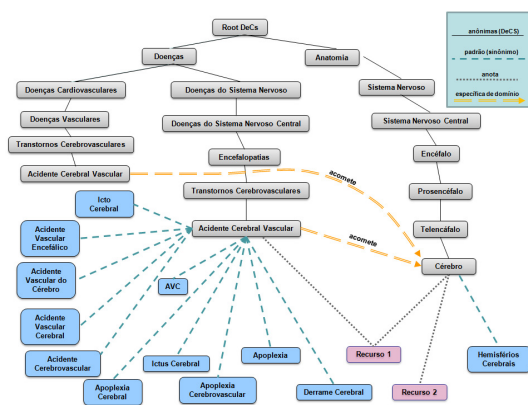 Root DeCs
anônimas (DeCS)
padrão (sinônimo)
anota
específica de domínio
Doenças
Anatomia
Doenças Cardiovasculares
Doenças do Sistema Nervoso
Sistema Nervoso
Doenças Vasculares
Doenças do Sistema Nervoso Central
Sistema Nervoso Central
Transtornos Cerebrovasculares
Encefalopatias
Encéfalo
Acidente Cerebral Vascular
acomete
Transtornos Cerebrovasculares
Prosencéfalo
Icto
Cerebral
Acidente Cerebral Vascular
Telencáfalo
acomete
Acidente
Vascular
Encefálico
Cérebro
Acidente
Vascular do
Cérebro
AVC
Acidente
Vascular
Cerebral
Acidente
Cerebrovascular
Ictus Cerebral
Apoplexia
Recurso 1
Hemisférios
Cerebrais
Apoplexia
Cerebral
Apoplexia
Cerebrovascular
Derrame Cerebral
Recurso 2